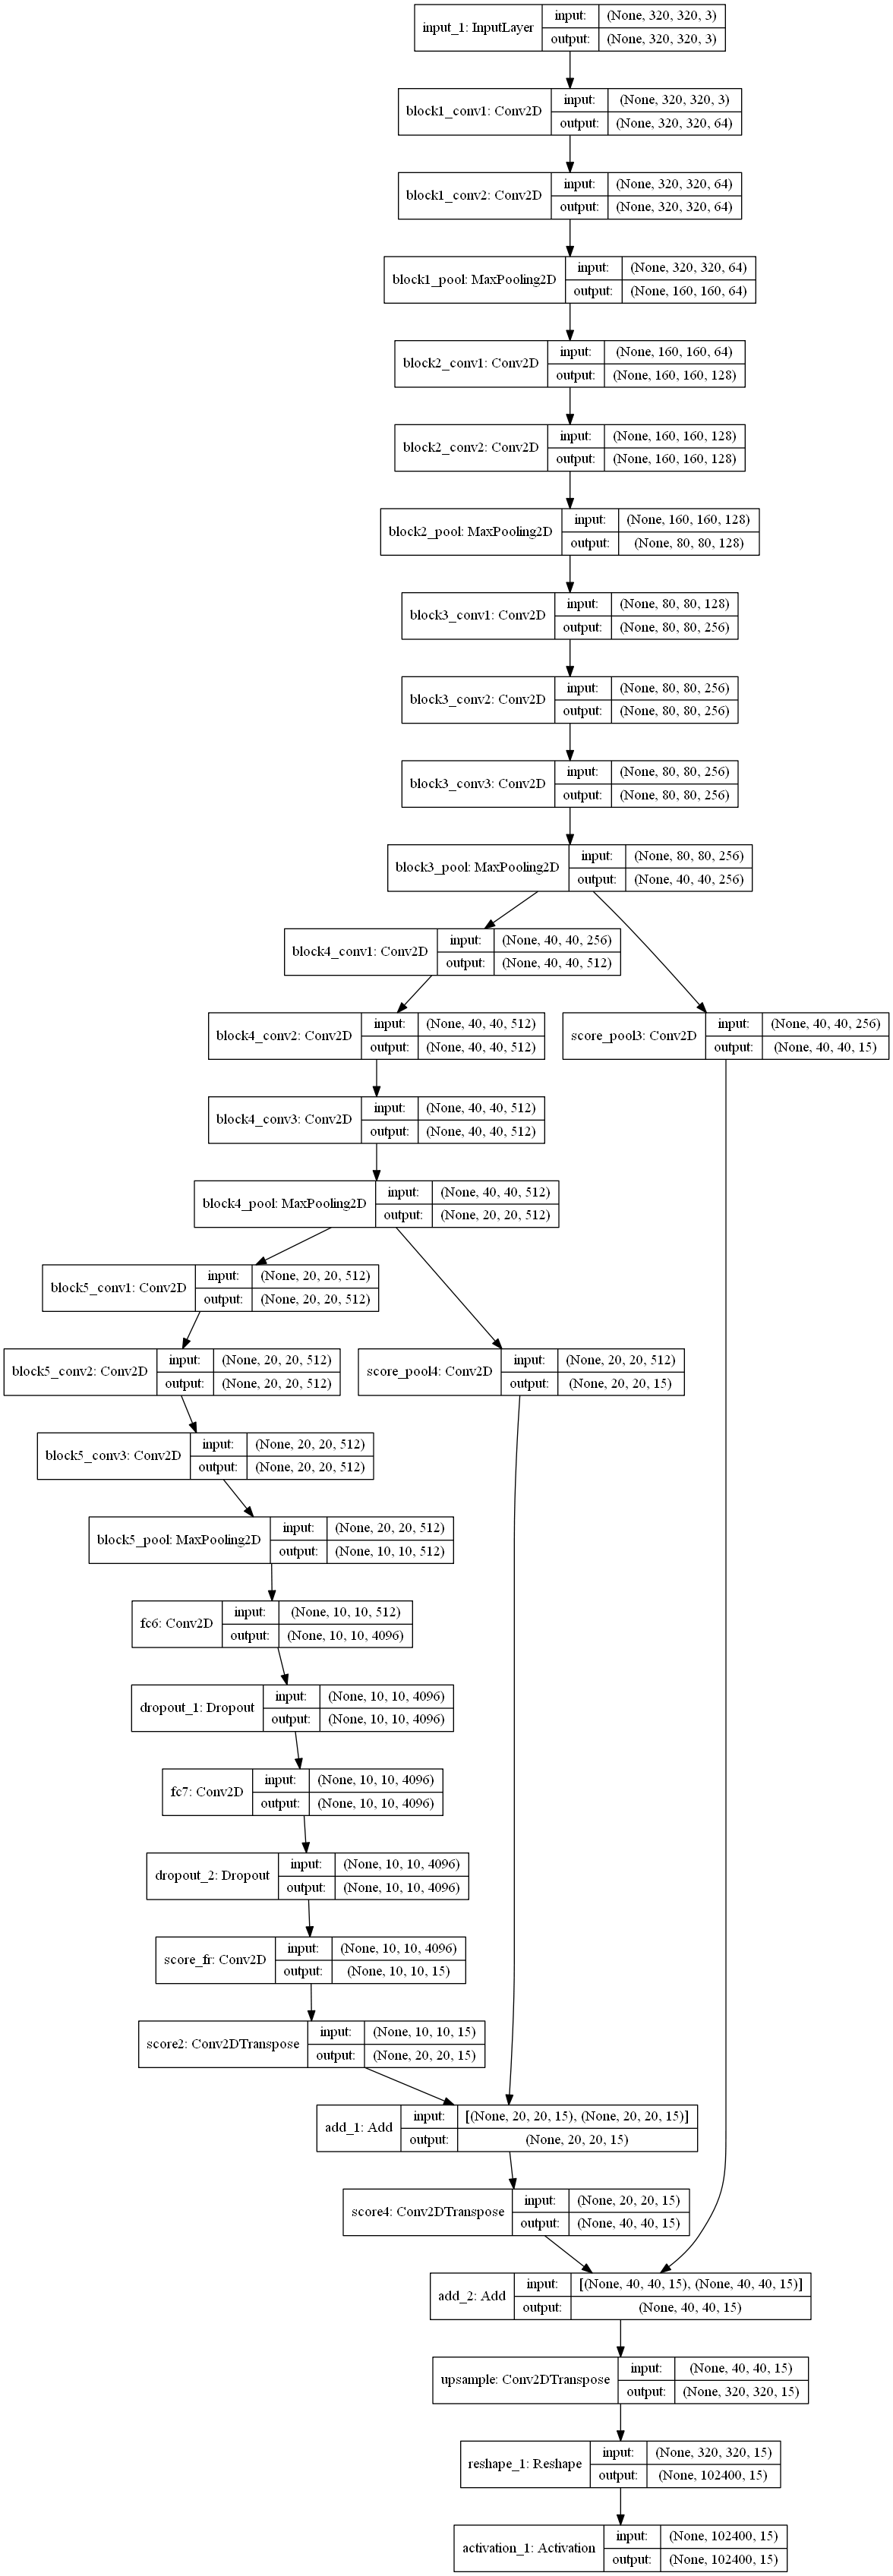 input_1: InputLayer
input: (None, 320, 320, 3)
output: (None, 320, 320, 3)
block1_conv1: Conv2D
input: (None, 320, 320, 3)
output: (None, 320, 320, 64)
block1_conv2: Conv2D
input: (None, 320, 320, 64)
output: (None, 320, 320, 64)
block1_pool: MaxPooling2D
input: (None, 320, 320, 64)
output: (None, 160, 160, 64)
block2_conv1: Conv2D
input: (None, 160, 160, 64)
output: (None, 160, 160, 128)
block2_conv2: Conv2D
input: (None, 160, 160, 128)
output: (None, 160, 160, 128)
block2_pool: MaxPooling2D
input: (None, 160, 160, 128)
output: (None, 80, 80, 128)
block3_conv1: Conv2D
input: (None, 80, 80, 128)
output: (None, 80, 80, 256)
block3_conv2: Conv2D
input: (None, 80, 80, 256)
output: (None, 80, 80, 256)
block3_conv3: Conv2D
input: (None, 80, 80, 256)
output: (None, 80, 80, 256)
block3_pool: MaxPooling2D
input: (None, 80, 80, 256)
output: (None, 40, 40, 256)
block4_conv1: Conv2D
input: (None, 40, 40, 256)
output: (None, 40, 40, 512)
block4_conv2: Conv2D
input: (None, 40, 40, 512)
output: (None, 40, 40, 512)
score_pool3: Conv2D
input: (None, 40, 40, 256)
output: (None, 40, 40, 15)
block4_conv3: Conv2D
input: (None, 40, 40, 512)
output: (None, 40, 40, 512)
block4_pool: MaxPooling2D
input: (None, 40, 40, 512)
output: (None, 20, 20, 512)
block5_conv1: Conv2D
input: (None, 20, 20, 512)
output: (None, 20, 20, 512)
block5_conv2: Conv2D
input: (None, 20, 20, 512)
output: (None, 20, 20, 512)
score_pool4: Conv2D
input: (None, 20, 20, 512)
output: (None, 20, 20, 15)
block5_conv3: Conv2D
input: (None, 20, 20, 512)
output: (None, 20, 20, 512)
block5_pool: MaxPooling2D
input: (None, 20, 20, 512)
output: (None, 10, 10, 512)
fc6: Conv2D
input: (None, 10, 10, 512)
output: (None, 10, 10, 4096)
dropout_1: Dropout
input: (None, 10, 10, 4096)
output: (None, 10, 10, 4096)
fc7: Conv2D
input: (None, 10, 10, 4096)
output: (None, 10, 10, 4096)
dropout_2: Dropout
input: (None, 10, 10, 4096)
output: (None, 10, 10, 4096)
score_fr: Conv2D
input: (None, 10, 10, 4096)
output: (None, 10, 10, 15)
score2: Conv2DTranspose
input: (None, 10, 10, 15)
output: (None, 20, 20, 15)
add_1: Add
input: [(None, 20, 20, 15), (None, 20, 20, 15)]
output: (None, 20, 20, 15)
score4: Conv2DTranspose
input: (None, 20, 20, 15)
output: (None, 40, 40, 15)
add_2: Add
input: [(None, 40, 40, 15), (None, 40, 40, 15)]
output: (None, 40, 40, 15)
upsample: Conv2DTranspose
input: (None, 40, 40, 15)
output: (None, 320, 320, 15)
reshape_1: Reshape
input: (None, 320, 320, 15)
output: (None, 102400, 15)
activation_1: Activation
input: (None, 102400, 15)
output: (None, 102400, 15)